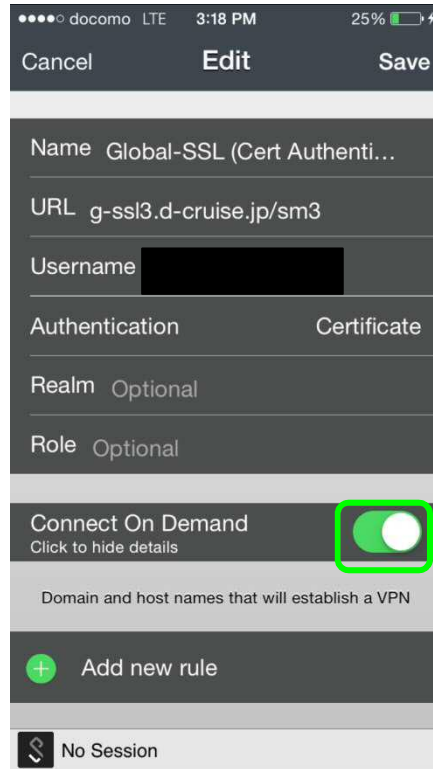 docomo LTE 3:18 PM 25%
Cancel Edit Save
Name Global-SSL (Cert Authenti...
URL g-ssl3.d-cruise.jp/sm3
Username
Authentication Certificate
Realm Optional
Role Optional
Connect On Demand
Click to hide details
Domain and host names that will establish a VPN
Add new rule
No Session